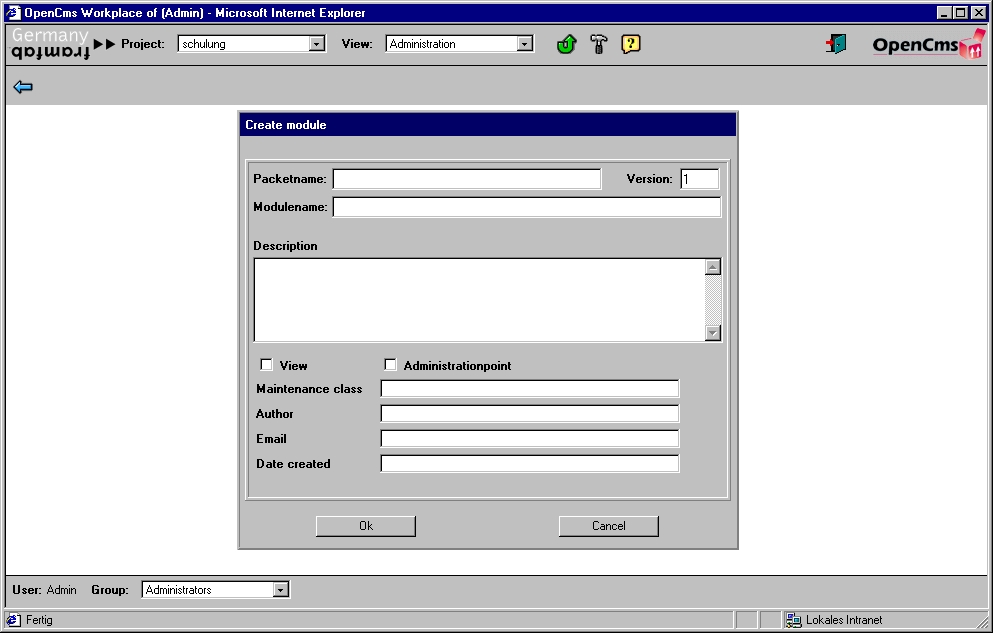 OpenCms Workplace of (Admin) - Microsoft Internet Explorer
Germany
framfab
Project: schulung View: Administration ? OpenCms
Create module
Packetname: Version: 1
Modulename:
Description
View Administrationpoint
Maintenance class
Author
Email
Date created
Ok Cancel
User: Admin Group: Administrators
Fertig Lokales Intranet